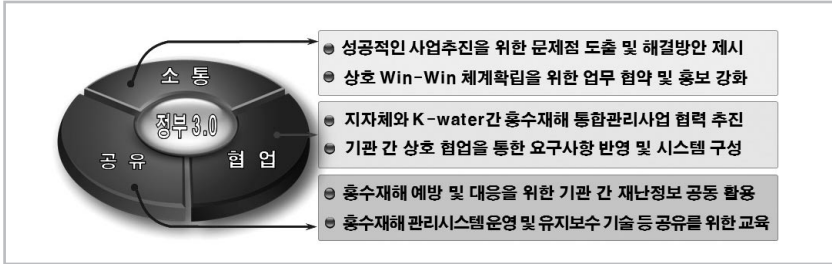 소 통
정부 3.0
공 유
협 업
성공적인 사업추진을 위한 문제점 도출 및 해결방안 제시
상호 Win-Win 체계확립을 위한 업무 협약 및 홍보 강화
지자체와 K-water간 홍수재해 통합관리사업 협력 추진
기관 간 상호 협업을 통한 요구사항 반영 및 시스템 구성
홍수재해 예방 및 대응을 위한 기관 간 재난정보 공동 활용
홍수재해 관리시스템 운영 및 유지보수 기술 등 공유를 위한 교육